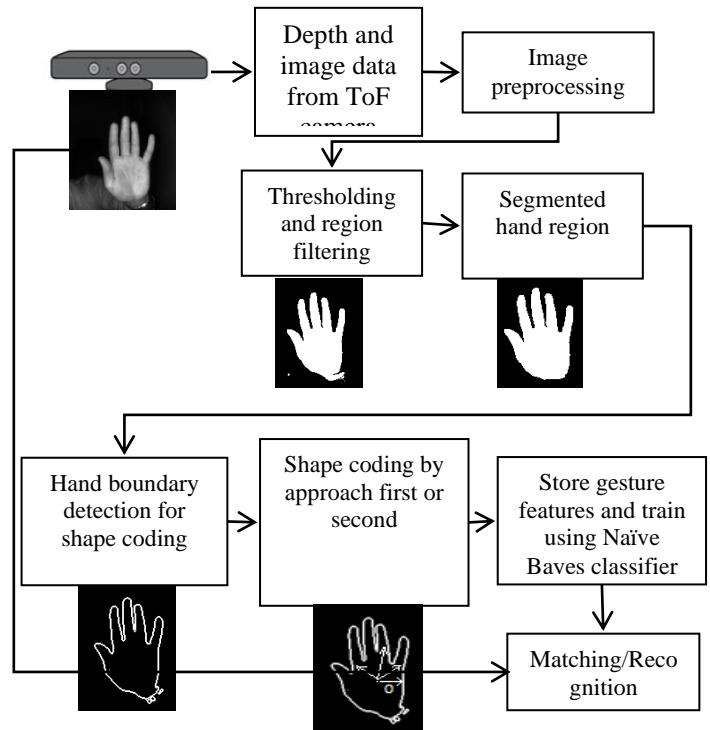 Depth and
image data
from ToF
camera
Image
preprocessing
Thresholding
and region
filtering
Segmented
hand region
Hand boundary
detection for
shape coding
Shape coding by
approach first or
second
Store gesture
features and train
using Naïve
Baves classifier
O
Matching/Reco
gnition